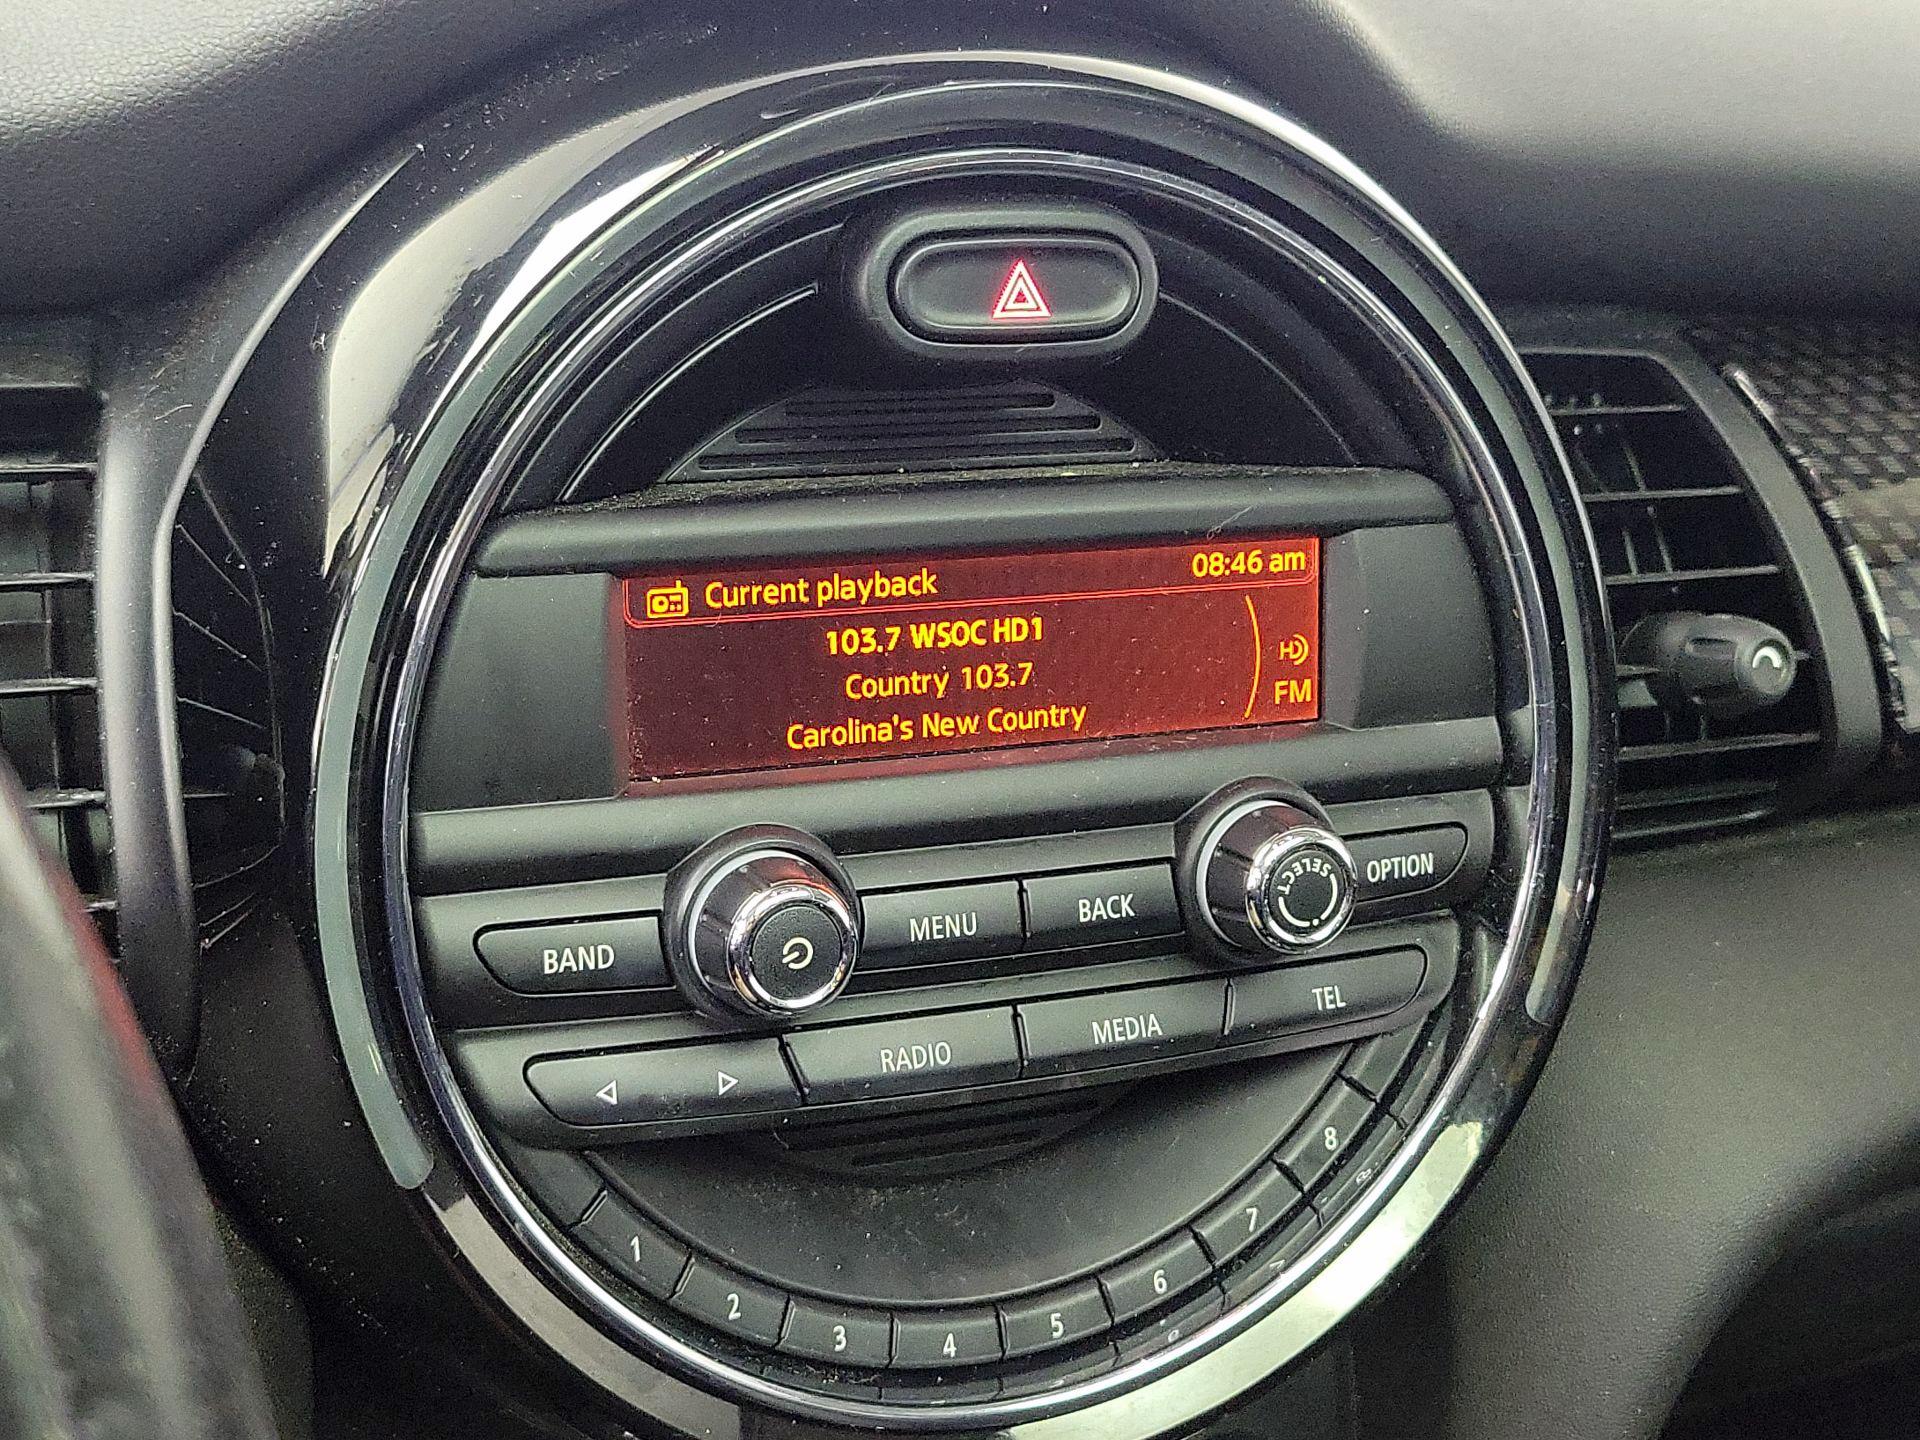 Current playback 08:46 am
103.7 WSOC HD1
HD
Country 103.7
FM
Carolina's New Country
OPTION
SELECT
BAND MENU BACK
RADIO MEDIA TEL
1 2 3 4 5 6 7 8